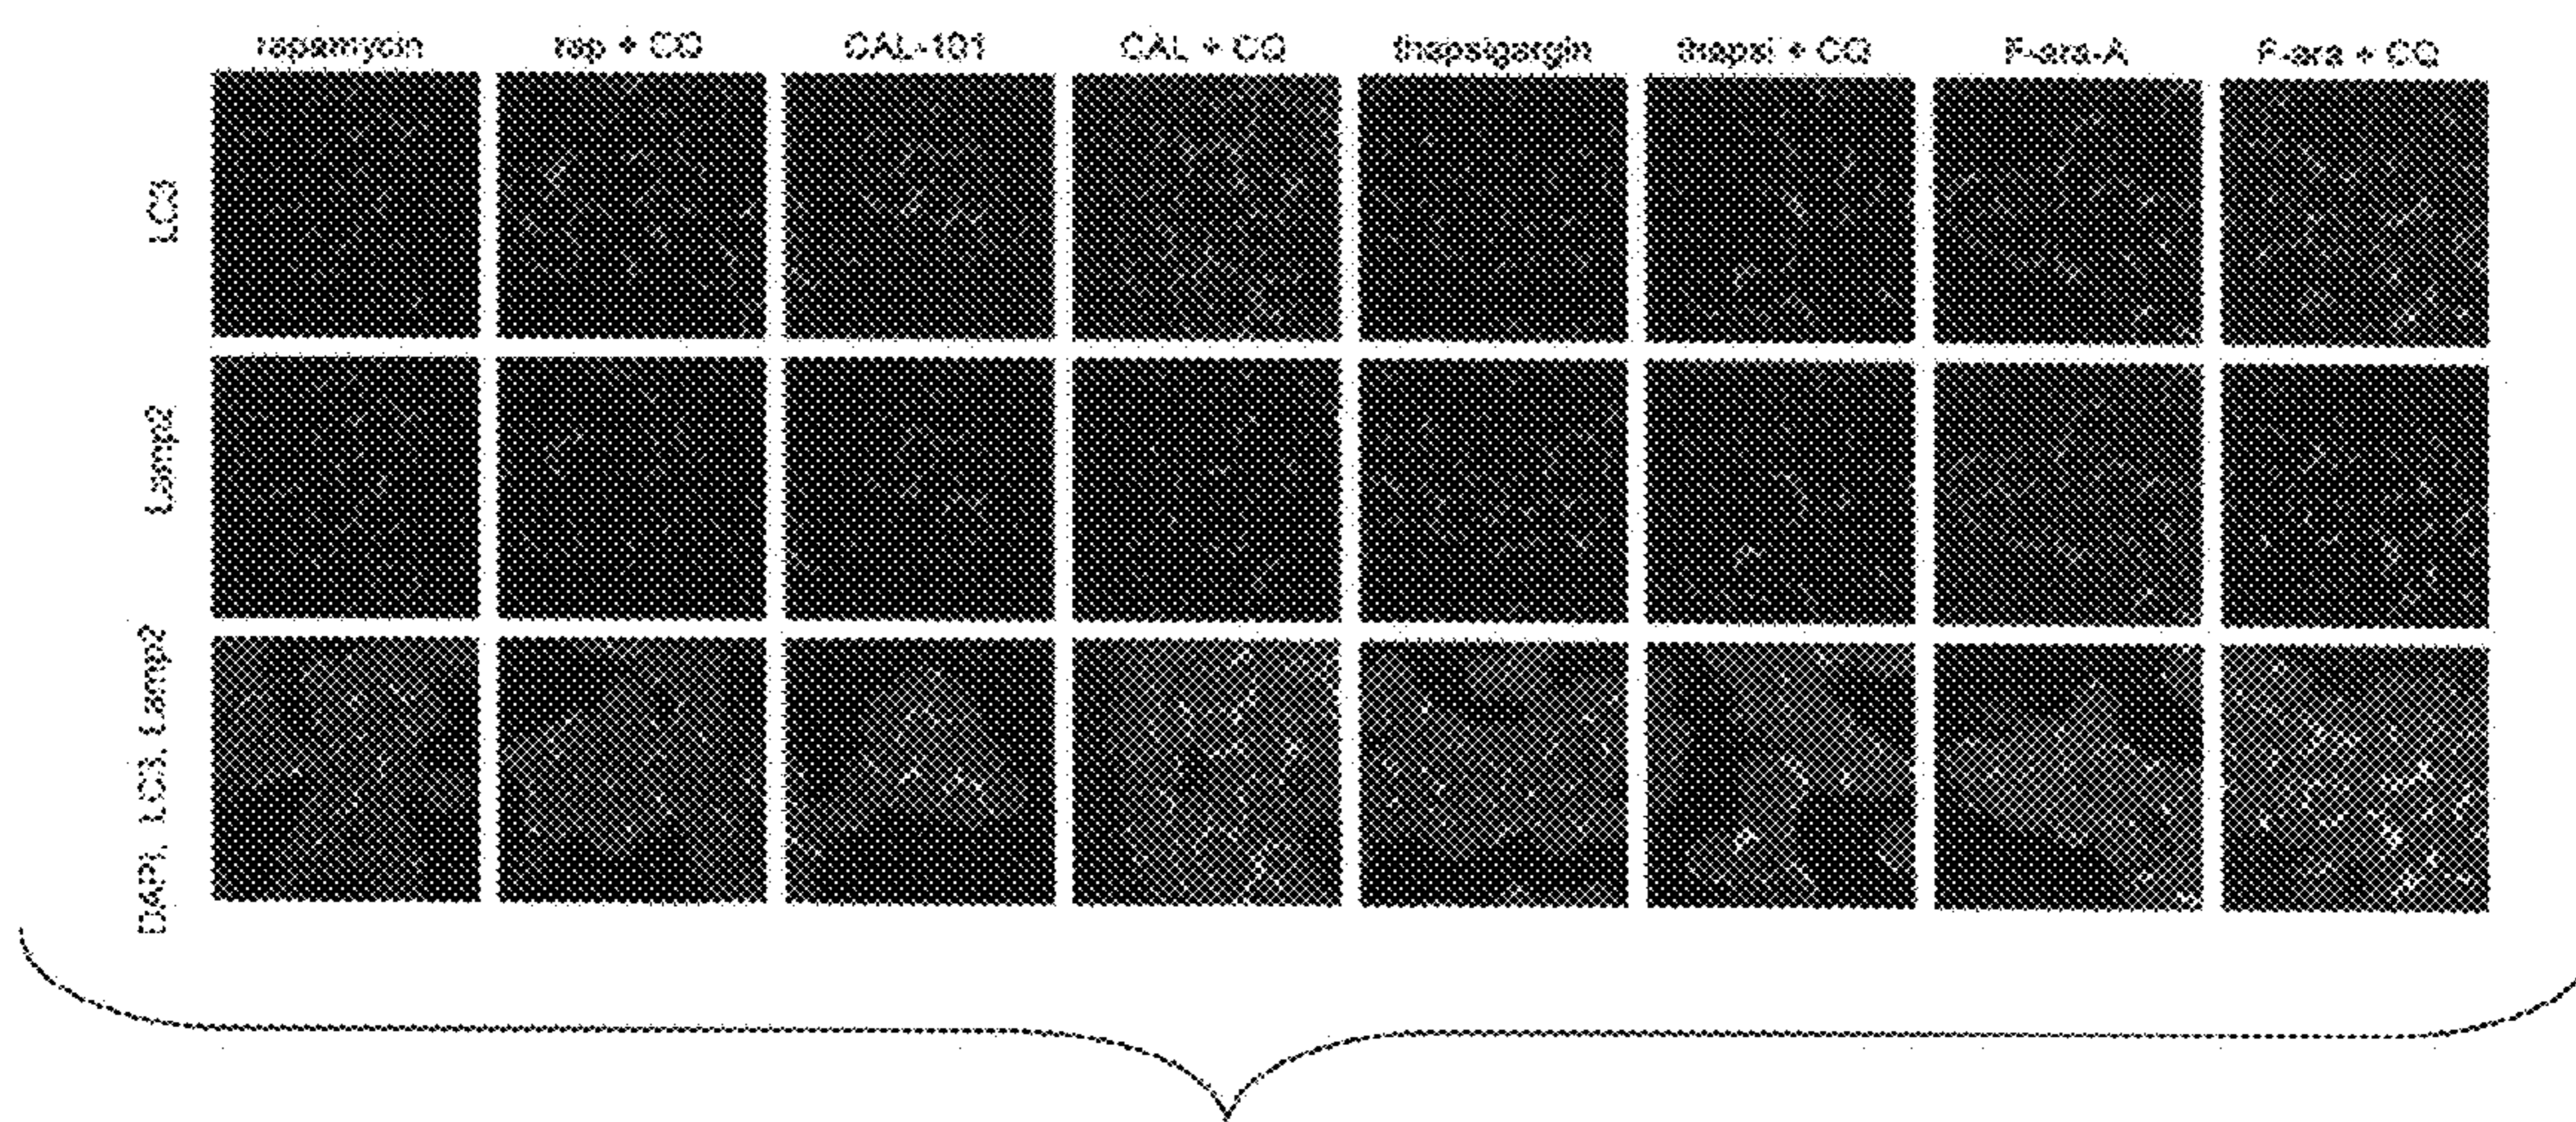 rapamycin rap + CQ CAL-101 CAL + CQ thapsigargin thapsi + CQ F-ara-A F-ara + CQ
LC3
Lamp2
DAPI, LC3, Lamp2